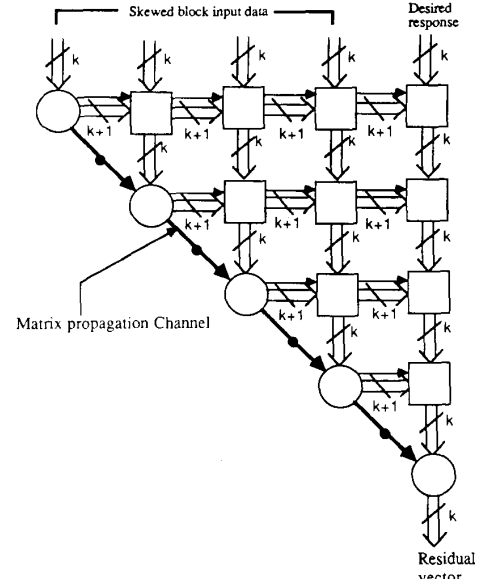 Skewed block input data
Desired
response
k k k k k
k+1 k+1 k+1 k+1
k k k k
k+1 k+1 k+1
k k k
Matrix propagation Channel
k+1 k+1
k k
k+1
k
k
Residual
vector